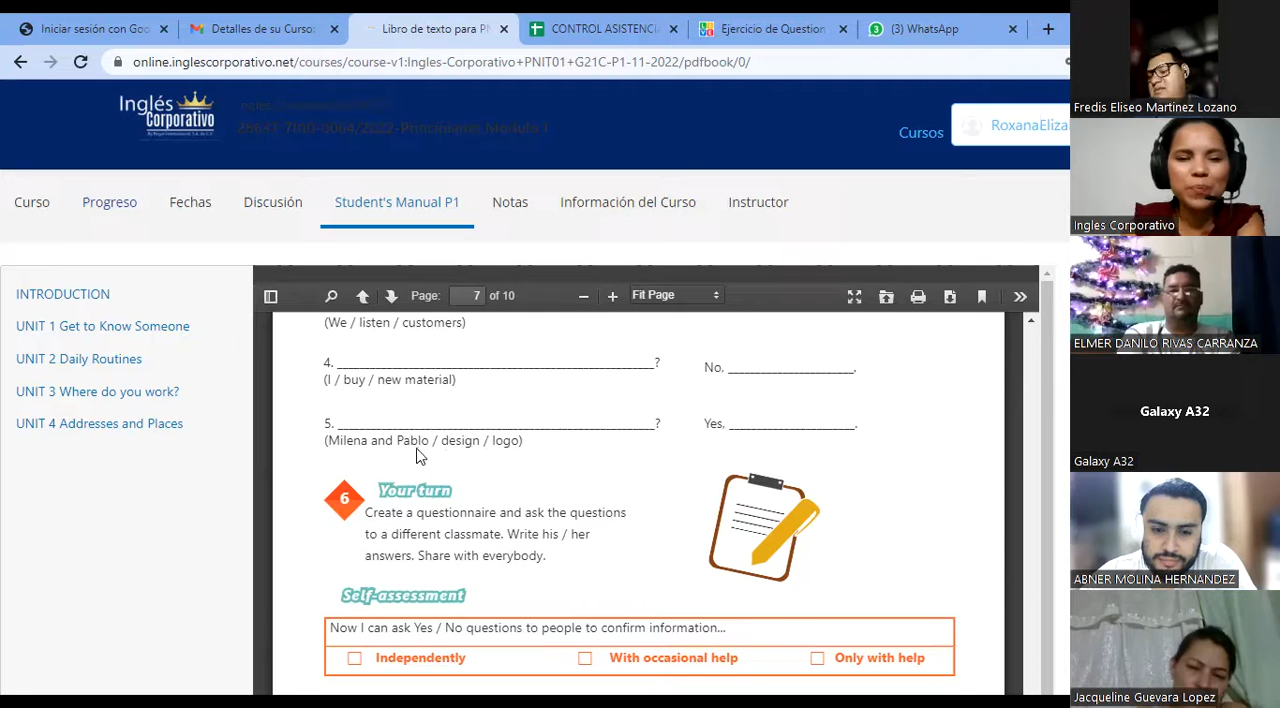 Iniciar sesión con Goo
Detalles de su Curso:
Libro de texto para PN
CONTROL ASISTENCIA
Ejercicio de Question
(3) WhatsApp
online.inglescorporativo.net/courses/course-v1:Ingles-Corporativo+PNIT01+G21C-P1-11-2022/pdfbook/0/
Inglés
Corporativo
Cursos
RoxanaEliza
Curso
Progreso
Fechas
Discusión
Student's Manual P1
Notas
Información del Curso
Instructor
INTRODUCTION
UNIT 1 Get to Know Someone
UNIT 2 Daily Routines
UNIT 3 Where do you work?
UNIT 4 Addresses and Places
Page: 7 of 10
Fit Page
(We / listen / customers)
4. ______________________________________________?
No, ____________________.
(I / buy / new material)
5. ______________________________________________?
Yes, ____________________.
(Milena and Pablo / design / logo)
6
Your turn
Create a questionnaire and ask the questions
to a different classmate. Write his / her
answers. Share with everybody.
Self-assessment
Now I can ask Yes / No questions to people to confirm information...
Independently
With occasional help
Only with help
Fredis Eliseo Martinez Lozano
Ingles Corporativo
ELMER DANILO RIVAS CARRANZA
Galaxy A32
Galaxy A32
ABNER MOLINA HERNANDEZ
Jacqueline Guevara Lopez